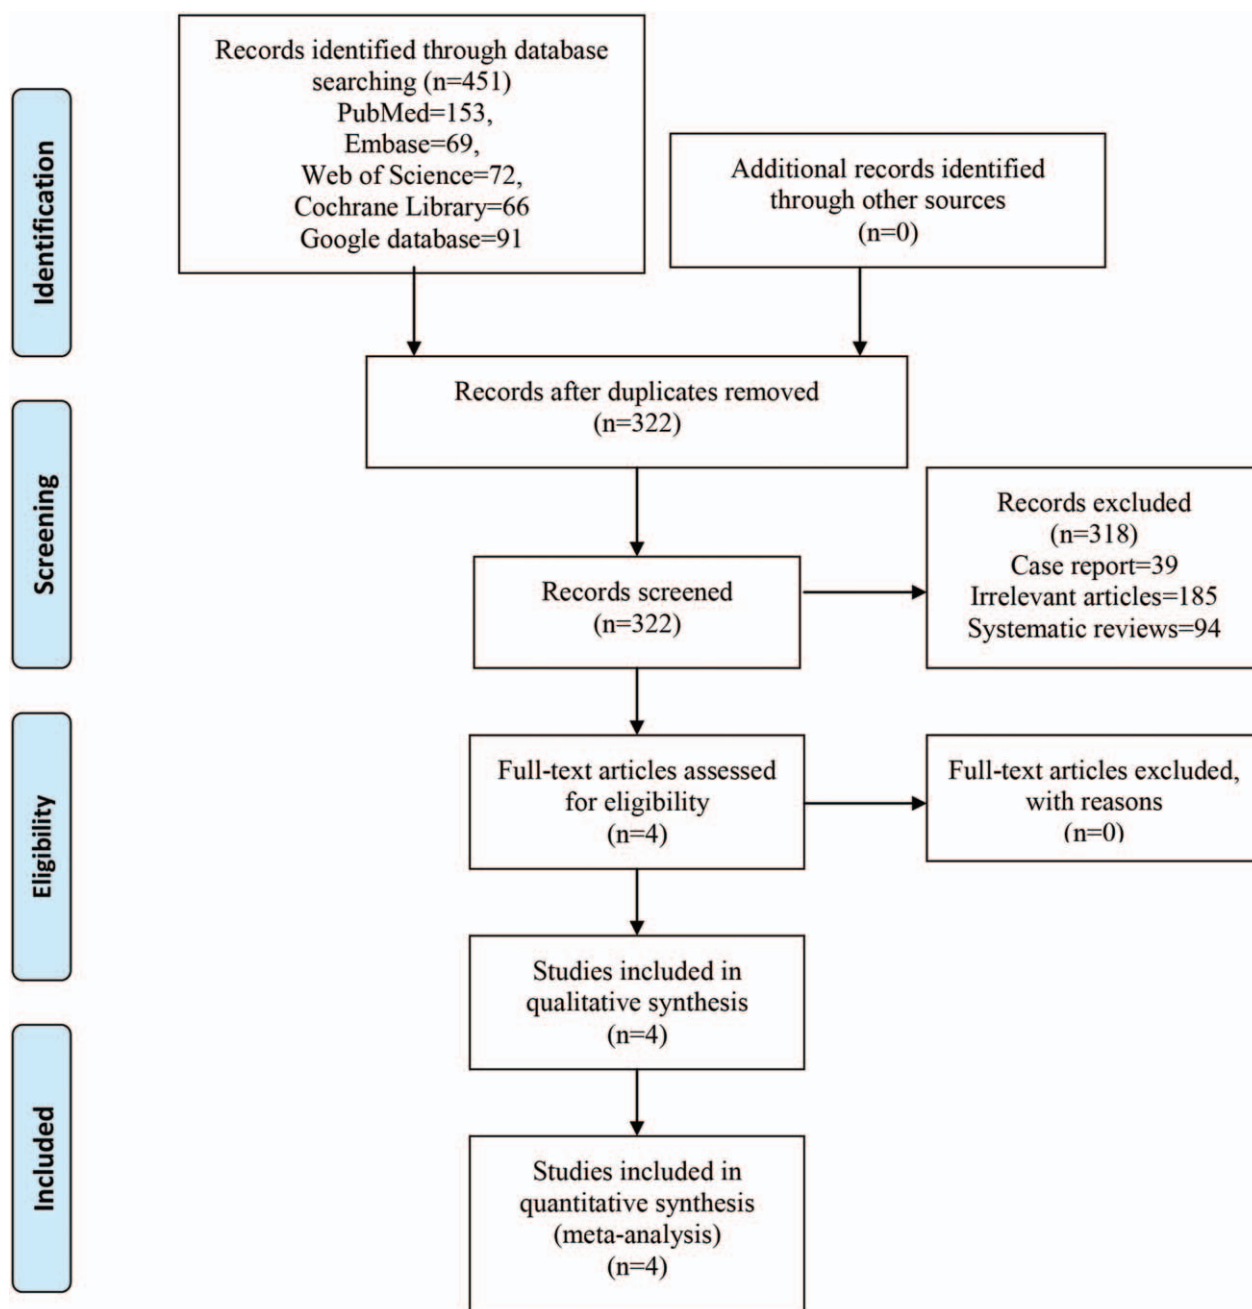 Records identified through database
searching (n=451)
PubMed=153,
Embase=69,
Web of Science=72,
Cochrane Library=66
Google database=91
Additional records identified
through other sources
(n=0)
Identification
Records after duplicates removed
(n=322)
Screening
Records screened
(n=322)
Records excluded
(n=318)
Case report=39
Irrelevant articles=185
Systematic reviews=94
Eligibility
Full-text articles assessed
for eligibility
(n=4)
Full-text articles excluded,
with reasons
(n=0)
Studies included in
qualitative synthesis
(n=4)
Included
Studies included in
quantitative synthesis
(meta-analysis)
(n=4)